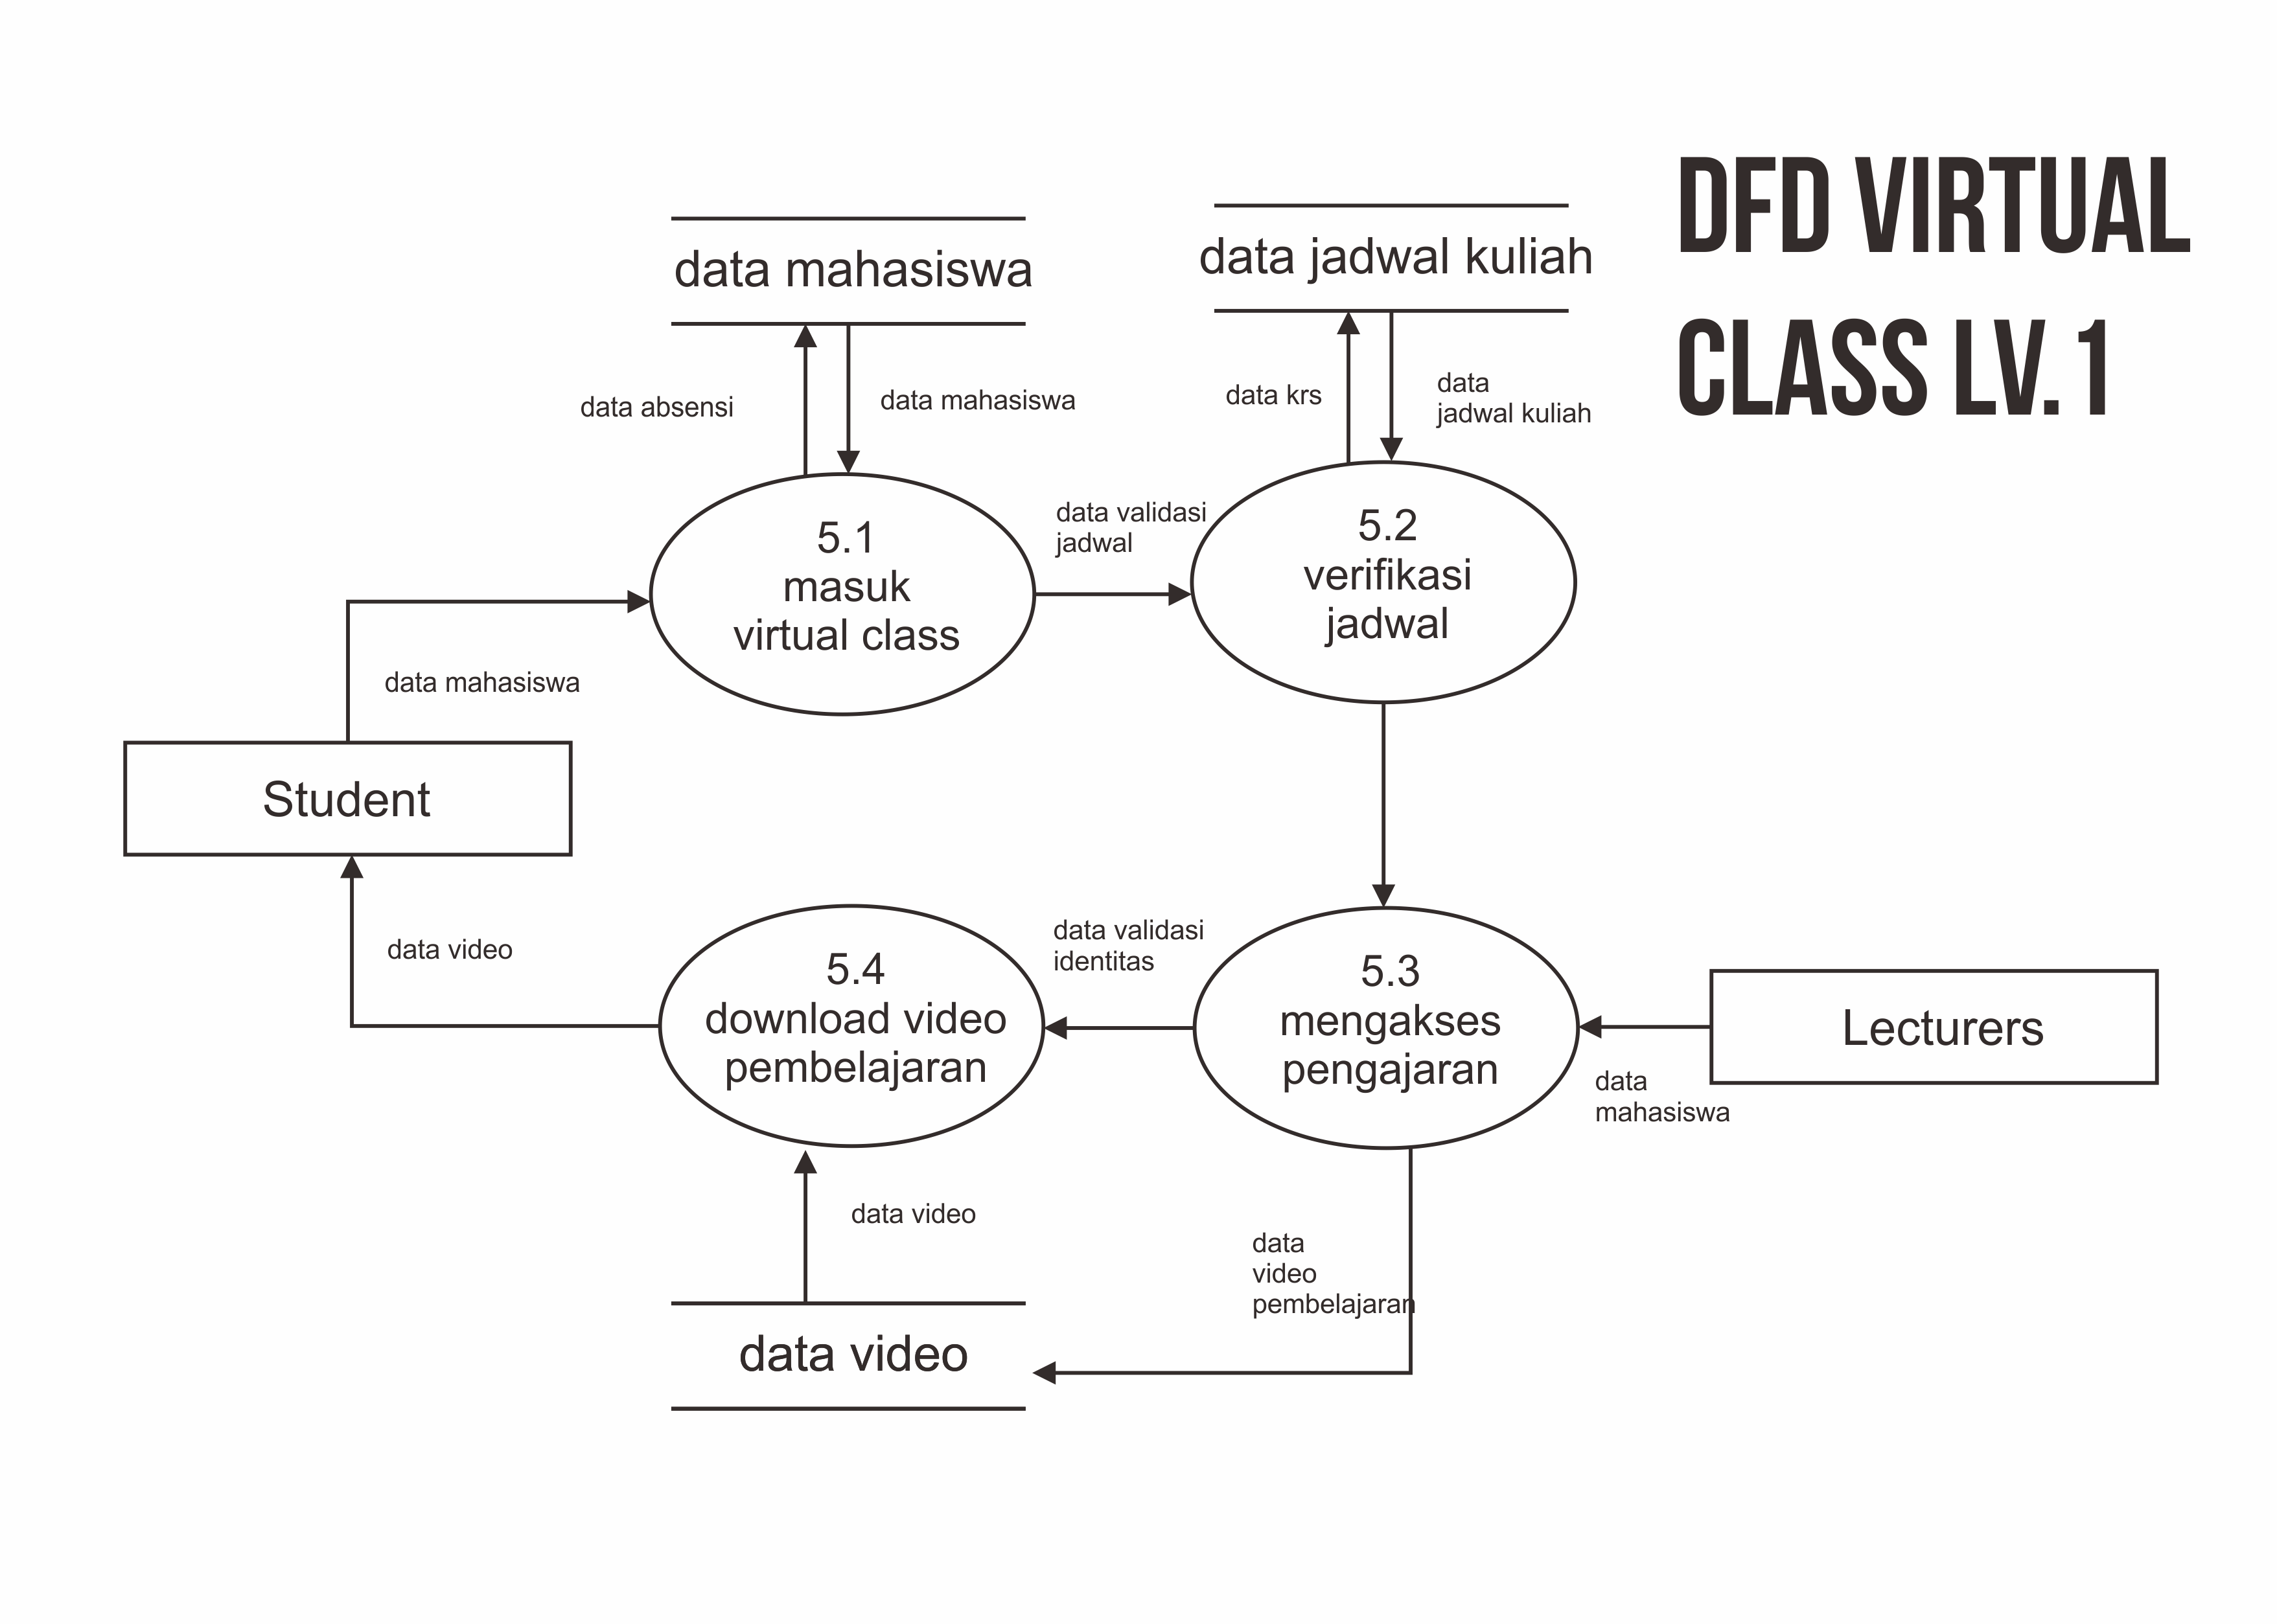 DFD VIRTUAL
CLASS LV.1
data mahasiswa
data jadwal kuliah
data absensi
data mahasiswa
data krs
data
jadwal kuliah
5.1
masuk
virtual class
data validasi
jadwal
5.2
verifikasi
jadwal
data mahasiswa
Student
data video
5.4
download video
pembelajaran
data validasi
identitas
5.3
mengakses
pengajaran
Lecturers
data
mahasiswa
data video
data
video
pembelajaran
data video